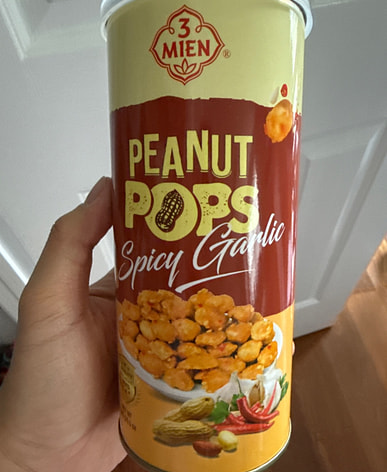 3
MIEN
®
PEANUT
POPS
Spicy Garlic